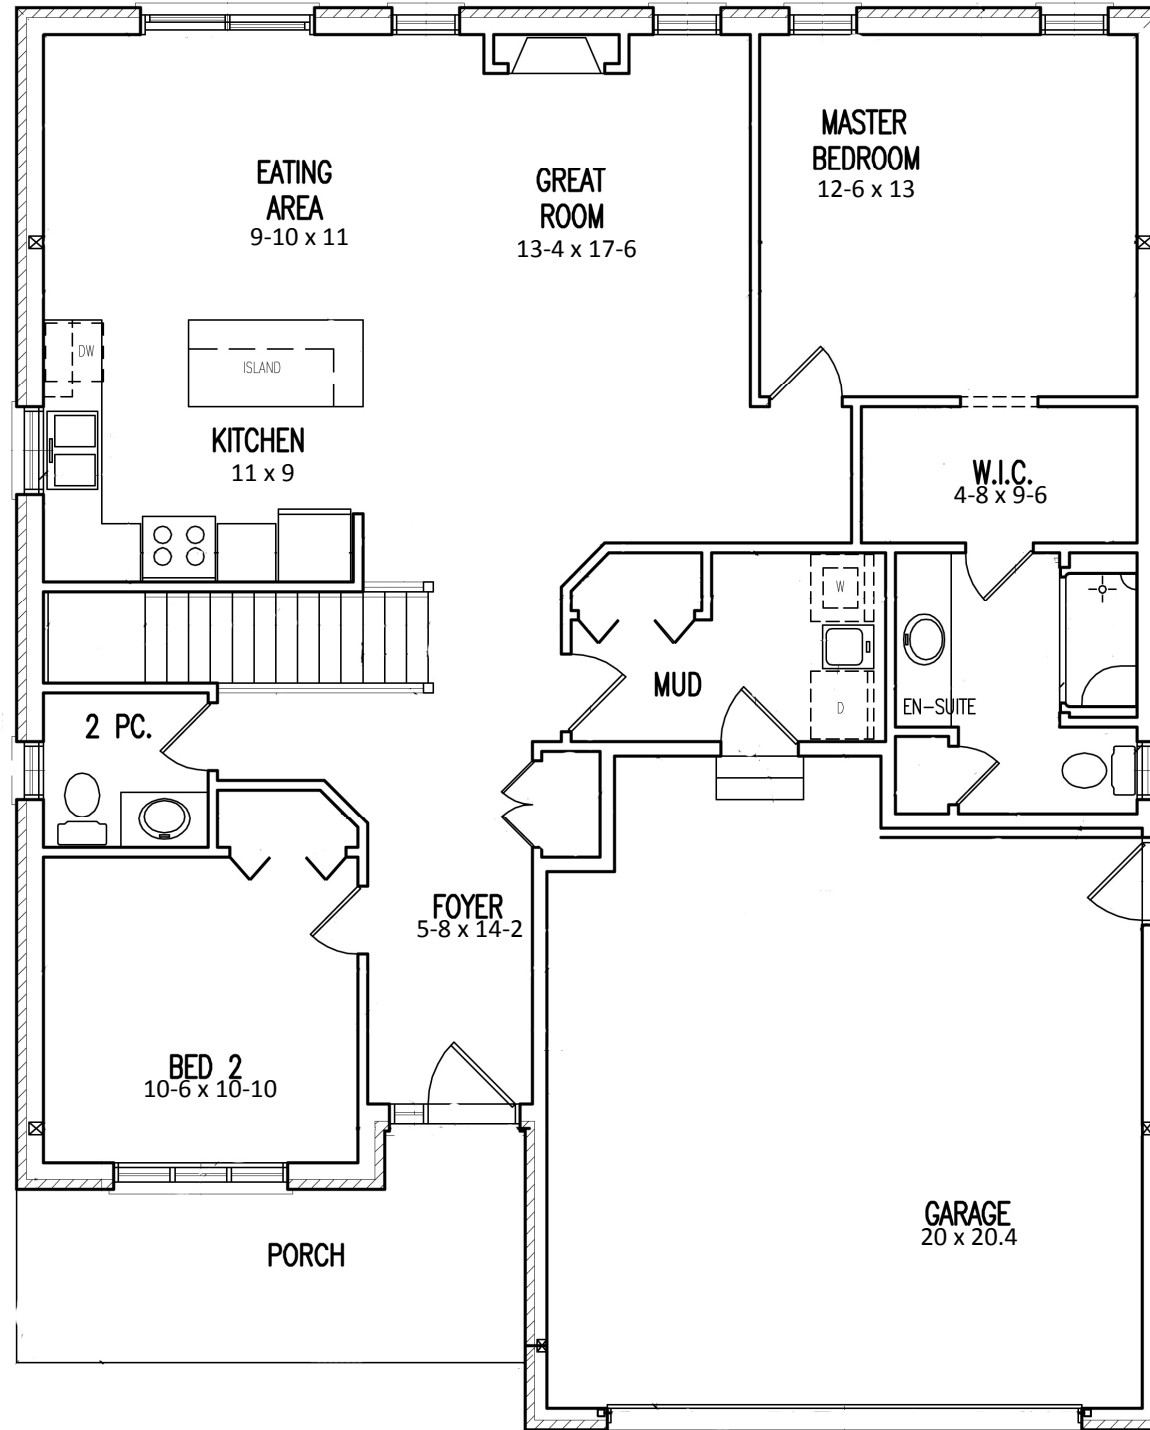 MASTER
BEDROOM
12-6 x 13
EATING
AREA
9-10 x 11
GREAT
ROOM
13-4 x 17-6
DW
ISLAND
KITCHEN
11 x 9
W.I.C.
4-8 x 9-6
W
MUD
D
EN-SUITE
2 PC.
FOYER
5-8 x 14-2
BED 2
10-6 x 10-10
GARAGE
20 x 20.4
PORCH